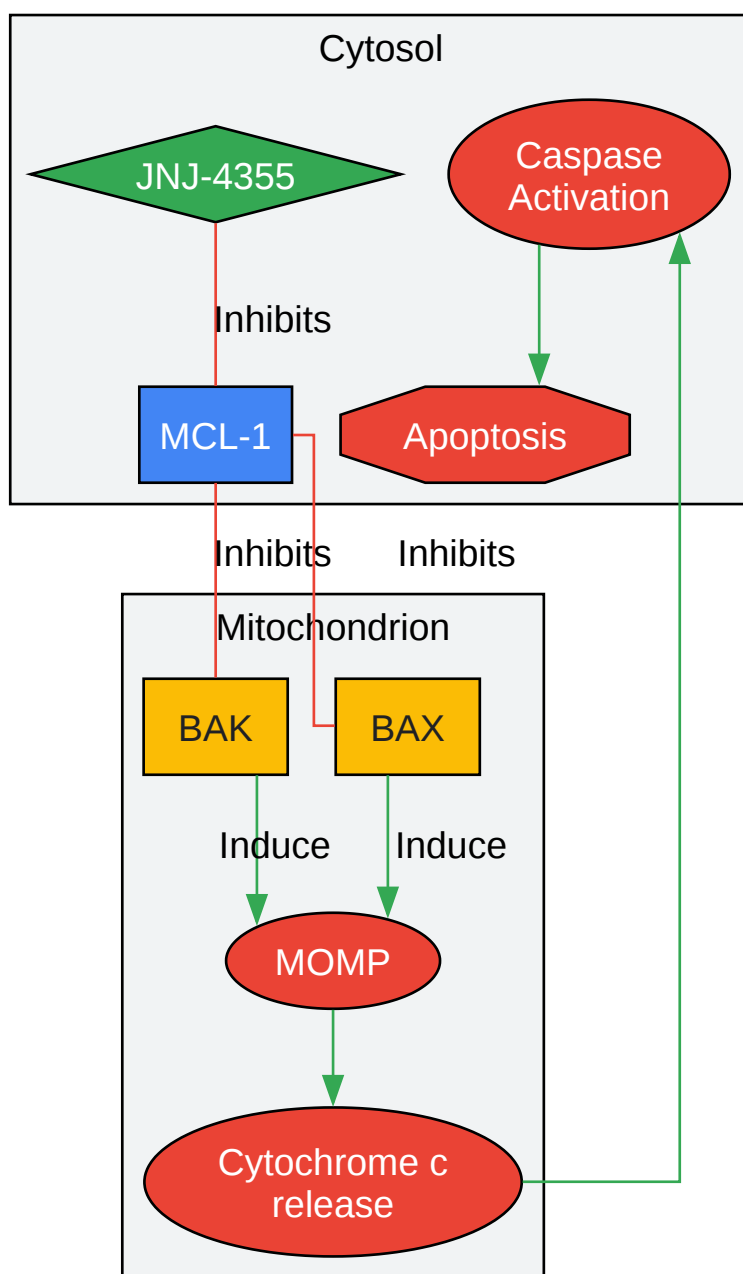 Cytosol
JNJ-4355
Caspase
Activation
Inhibits
MCL-1
Apoptosis
Inhibits
Inhibits
Mitochondrion
BAK
BAX
Induce
Induce
MOMP
Cytochrome c
release